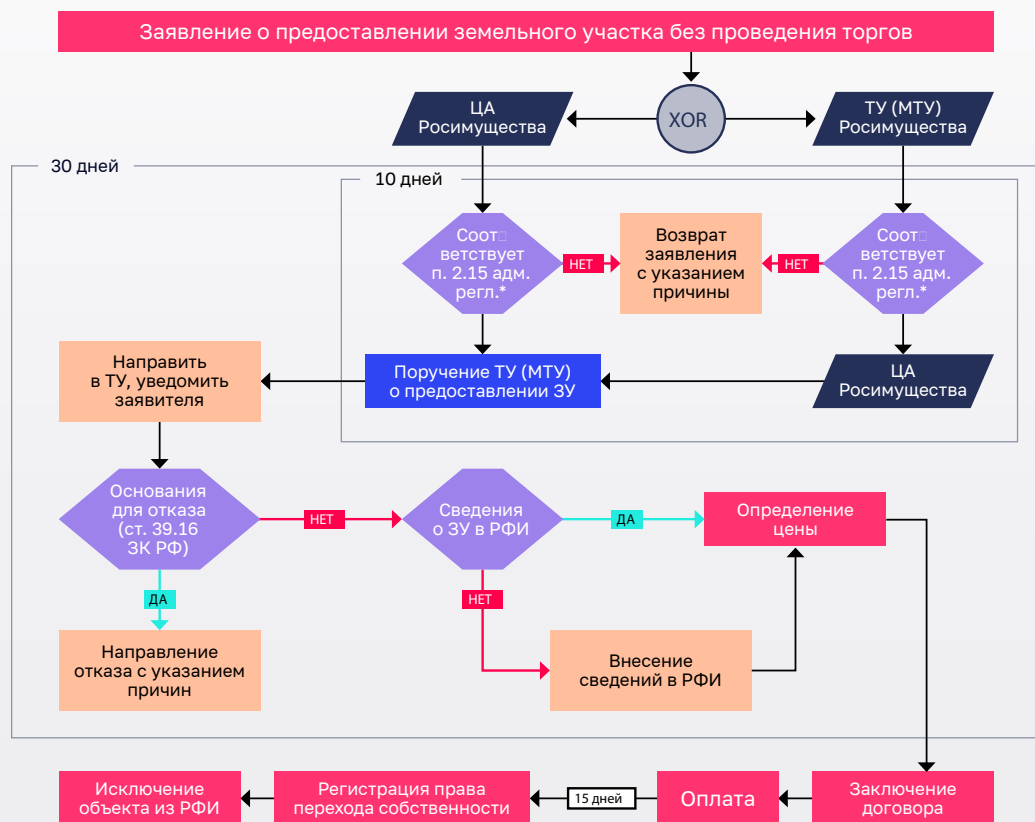 Заявление о предоставлении земельного участка без проведения торгов
ЦА
Росимущества
XOR
ТУ (МТУ)
Росимущества
30 дней
10 дней
Соот□
ветствует
п. 2.15 адм.
регл.*
НЕТ
Возврат
заявления
с указанием
причины
НЕТ
Соот□
ветствует
п. 2.15 адм.
регл.*
Направить
в ТУ, уведомить
заявителя
Поручение ТУ (МТУ)
о предоставлении ЗУ
ЦА
Росимущества
Основания
для отказа
(ст. 39.16
ЗК РФ)
НЕТ
Сведения
о ЗУ в РФИ
ДА
Определение
цены
ДА
НЕТ
Направление
отказа с указанием
причин
Внесение
сведений в РФИ
Исключение
объекта из РФИ
Регистрация права
перехода собственности
15 дней
Оплата
Заключение
договора